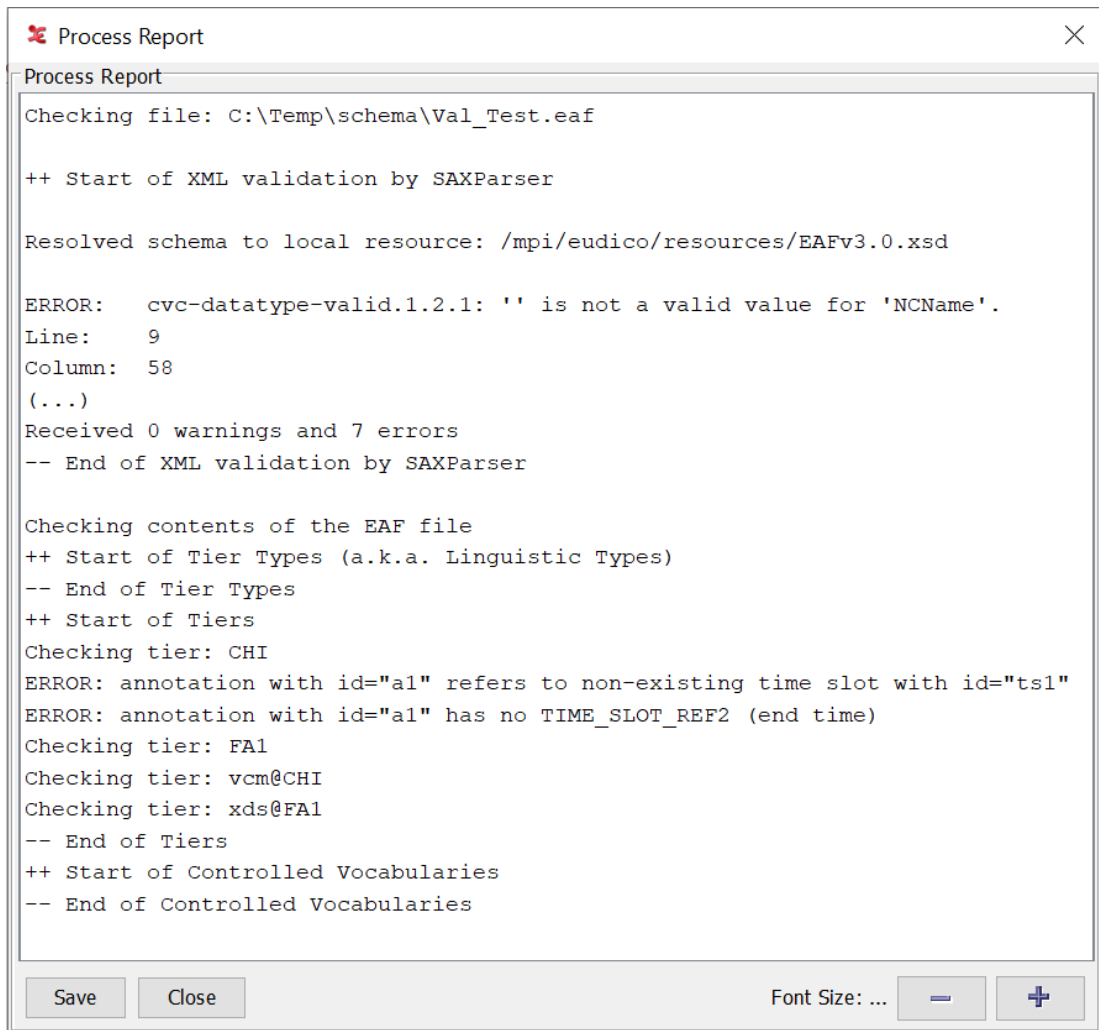 Process Report
Process Report
Checking file: C:\Temp\schema\Val_Test.eaf
++ Start of XML validation by SAXParser
Resolved schema to local resource: /mpi/eudico/resources/EAFv3.0.xsd
ERROR:   cvc-datatype-valid.1.2.1: '' is not a valid value for 'NCName'.
Line:    9
Column:  58
(...)
Received 0 warnings and 7 errors
-- End of XML validation by SAXParser
Checking contents of the EAF file
++ Start of Tier Types (a.k.a. Linguistic Types)
-- End of Tier Types
++ Start of Tiers
Checking tier: CHI
ERROR: annotation with id="a1" refers to non-existing time slot with id="ts1"
ERROR: annotation with id="a1" has no TIME_SLOT_REF2 (end time)
Checking tier: FA1
Checking tier: vcm@CHI
Checking tier: xds@FA1
-- End of Tiers
++ Start of Controlled Vocabularies
-- End of Controlled Vocabularies
Save Close Font Size: ...